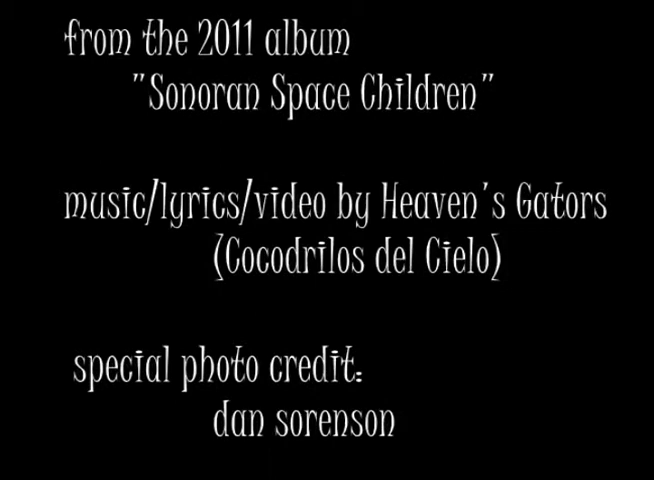 from the 2011 album
"Sonoran Space Children"
music/lyrics/video by Heaven's Gators
(Cocodrilos del Cielo)
special photo credit:
dan sorenson